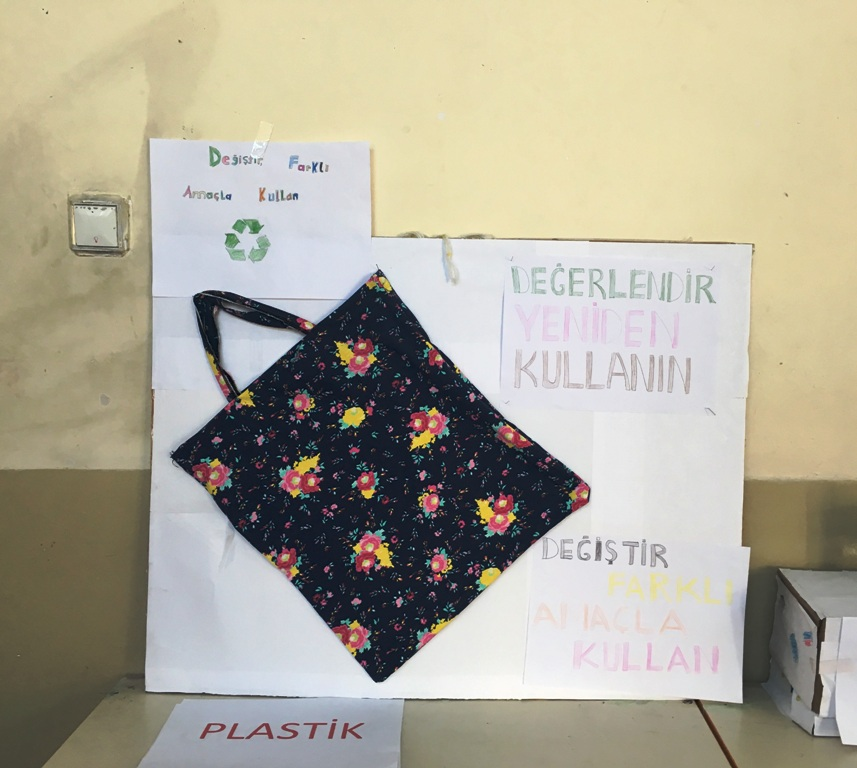 Değiştir Farklı
Amaçla Kullan
DEĞERLENDİR
YENİDEN
KULLANIN
DEĞİŞTİR
FARKLI
AMAÇLA
KULLAN
PLASTİK